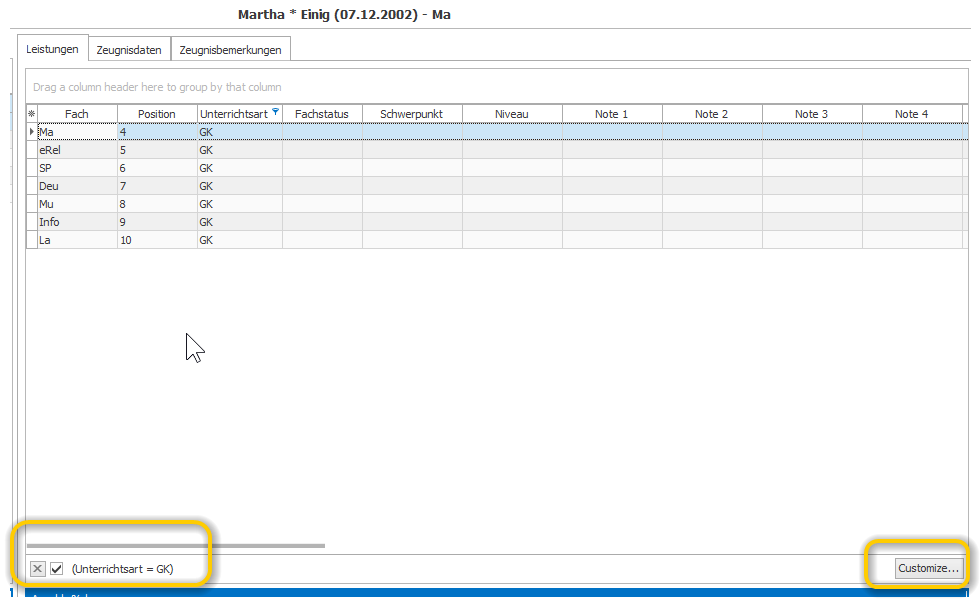 Martha * Einig (07.12.2002) - Ma
Leistungen Zeugnisdaten Zeugnisbemerkungen
Drag a column header here to group by that column
Fach Position Unterrichtsart Fachstatus Schwerpunkt Niveau Note 1 Note 2 Note 3 Note 4
Ma 4 GK
eRel 5 GK
SP 6 GK
Deu 7 GK
Mu 8 GK
Info 9 GK
La 10 GK
(Unterrichtsart = GK) Customize...